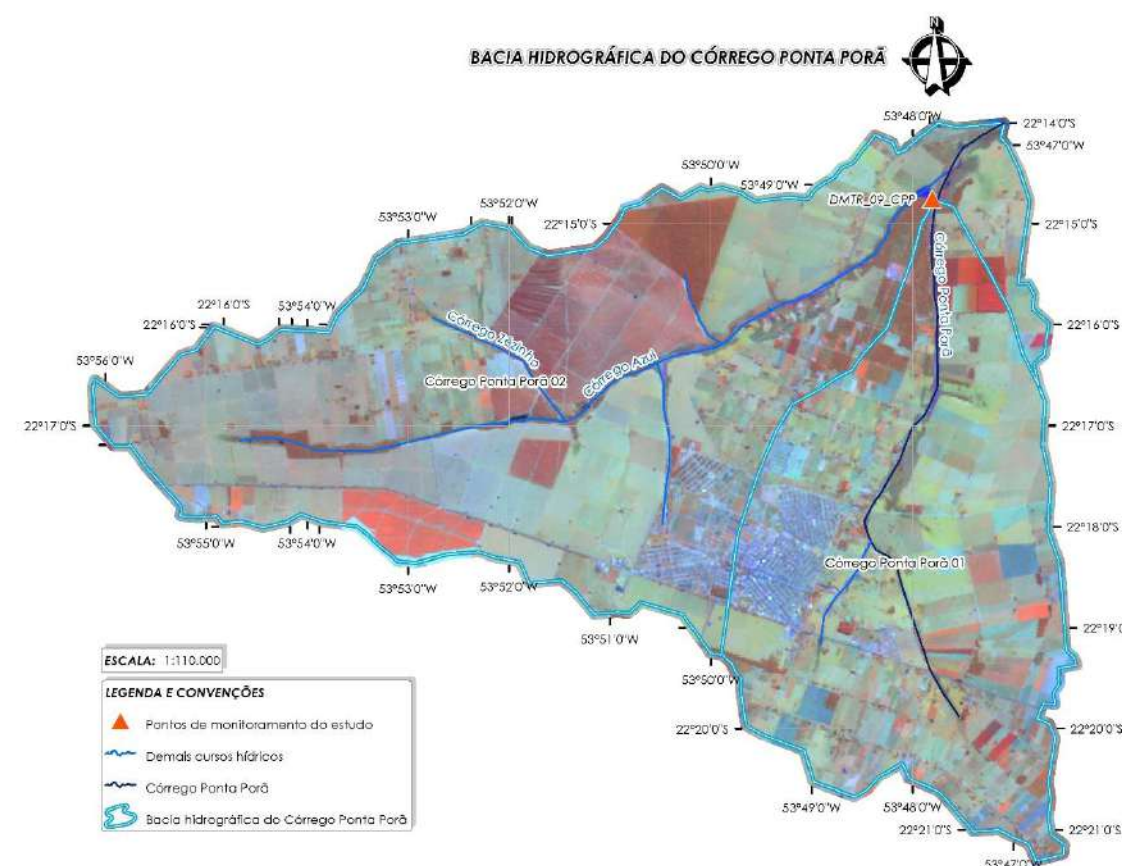 BACIA HIDROGRÁFICA DO CÓRREGO PONTA PORÃ
N
53°48'0"W
22°14'0"S
53°47'0"W
53°50'0"W
53°49'0"W
DMTR_09_CPP
53°53'0"W
53°52'0"W
22°15'0"S
22°15'0"S
Córrego Ponta Porã
22°16'0"S
53°54'0"W
22°16'0"S
22°16'0"S
Córrego Zezinho
53°56'0"W
Córrego Ponta Porã 02
Córrego Azul
22°17'0"S
22°17'0"S
53°55'0"W
53°54'0"W
22°18'0"S
53°53'0"W
53°52'0"W
Córrego Ponta Porã 01
53°51'0"W
22°19'0
53°50'0"W
22°20'0"S
22°20'0"S
53°49'0"W
53°48'0"W
22°21'0"S
22°21'0"S
53°47'0"W
ESCALA: 1:110.000
LEGENDA E CONVENÇÕES
Pontos de monitoramento do estudo
Demais cursos hídricos
Córrego Ponta Porã
Bacia hidrográfica do Córrego Ponta Porã